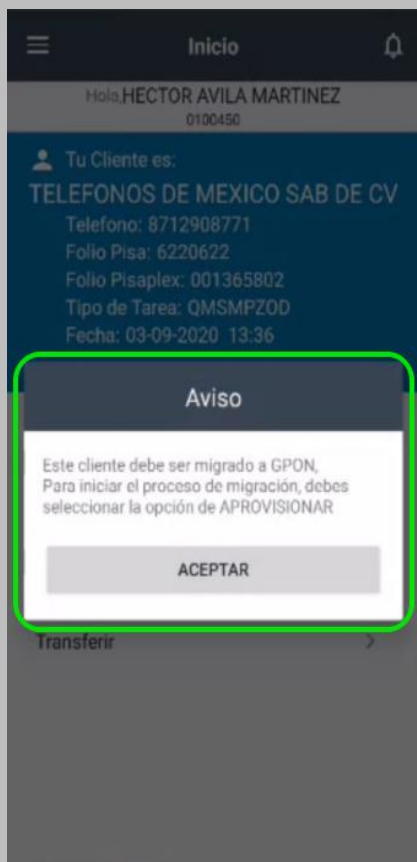 Inicio
Hola,HECTOR AVILA MARTINEZ
0100450
Tu Cliente es:
TELEFONOS DE MEXICO SAB DE CV
Telefono: 8712908771
Folio Pisa: 6220622
Folio Pisaplex: 001365802
Tipo de Tarea: QMSMPZOD
Fecha: 03-09-2020 13:36
Aviso
Este cliente debe ser migrado a GPON,
Para iniciar el proceso de migración, debes
seleccionar la opción de APROVISIONAR
ACEPTAR
Transferir